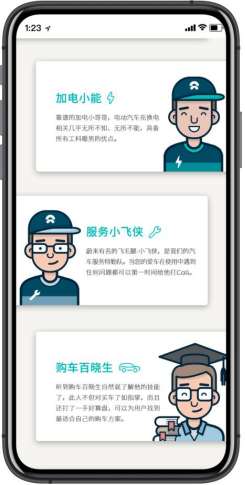 1:23
加电小能
靠谱的加电小哥哥，电动汽车充换电
相关几乎无所不知、无所不能，具备
所有工科暖男的优点。
服务小飞侠
蔚来有名的飞毛腿·小飞侠，是我们的汽
车服务特勤队。当您的爱车在使用中遇到
任何问题都可以第一时间给他打Call。
购车百晓生
听到购车百晓生自然就了解他的技能
了，此人不但对买车了如指掌，而且
还打了一手好算盘，可以为用户找到
最适合自己的购车方案。